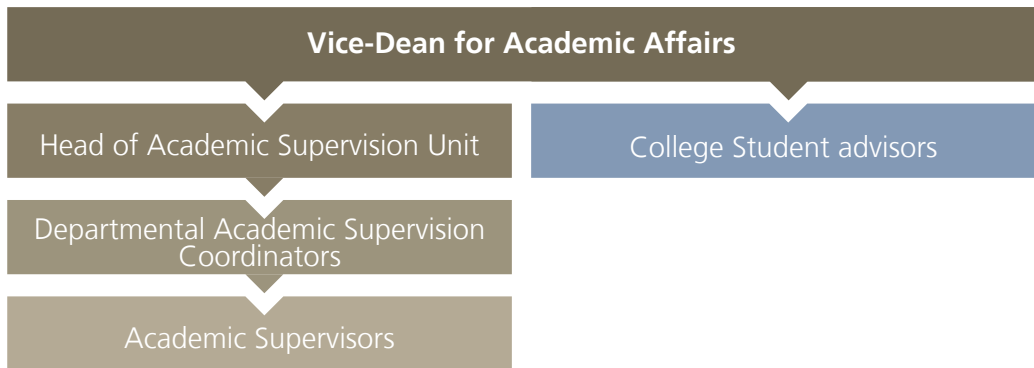 Vice-Dean for Academic Affairs
Head of Academic Supervision Unit
College Student advisors
Departmental Academic Supervision
Coordinators
Academic Supervisors